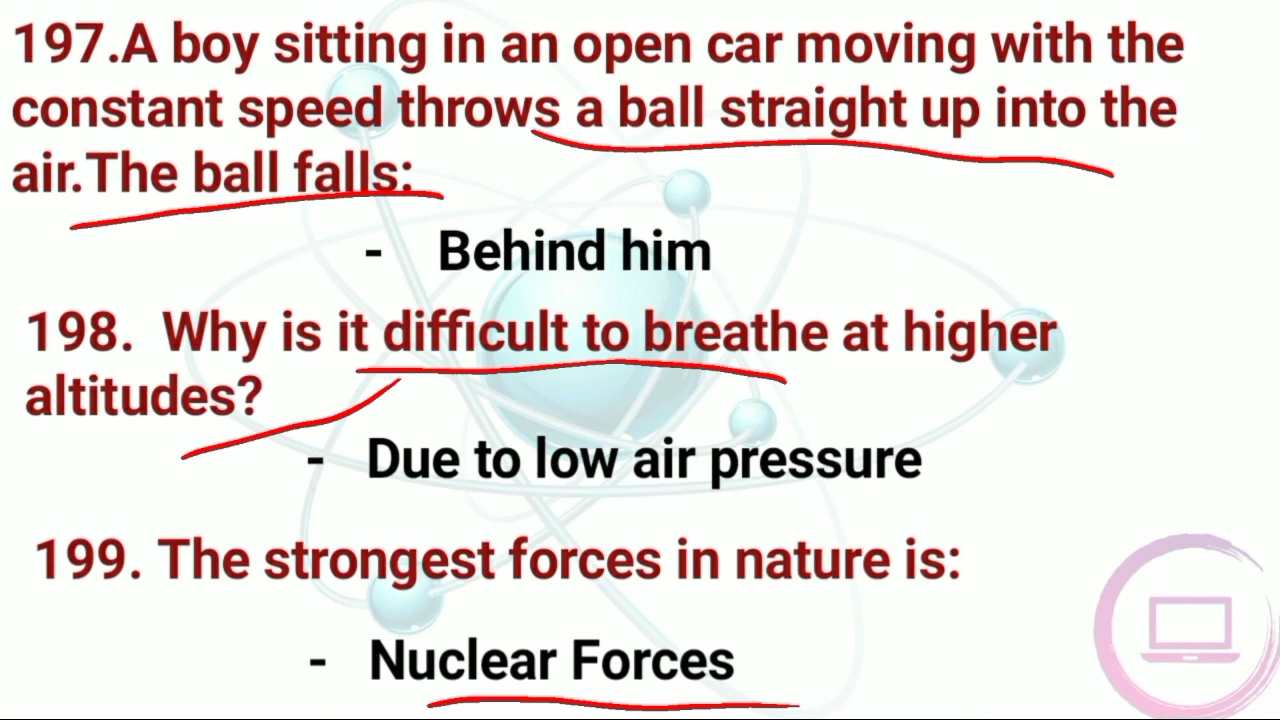 197.A boy sitting in an open car moving with the
constant speed throws a ball straight up into the
air.The ball falls:
- Behind him
198. Why is it difficult to breathe at higher
altitudes?
- Due to low air pressure
199. The strongest forces in nature is:
- Nuclear Forces